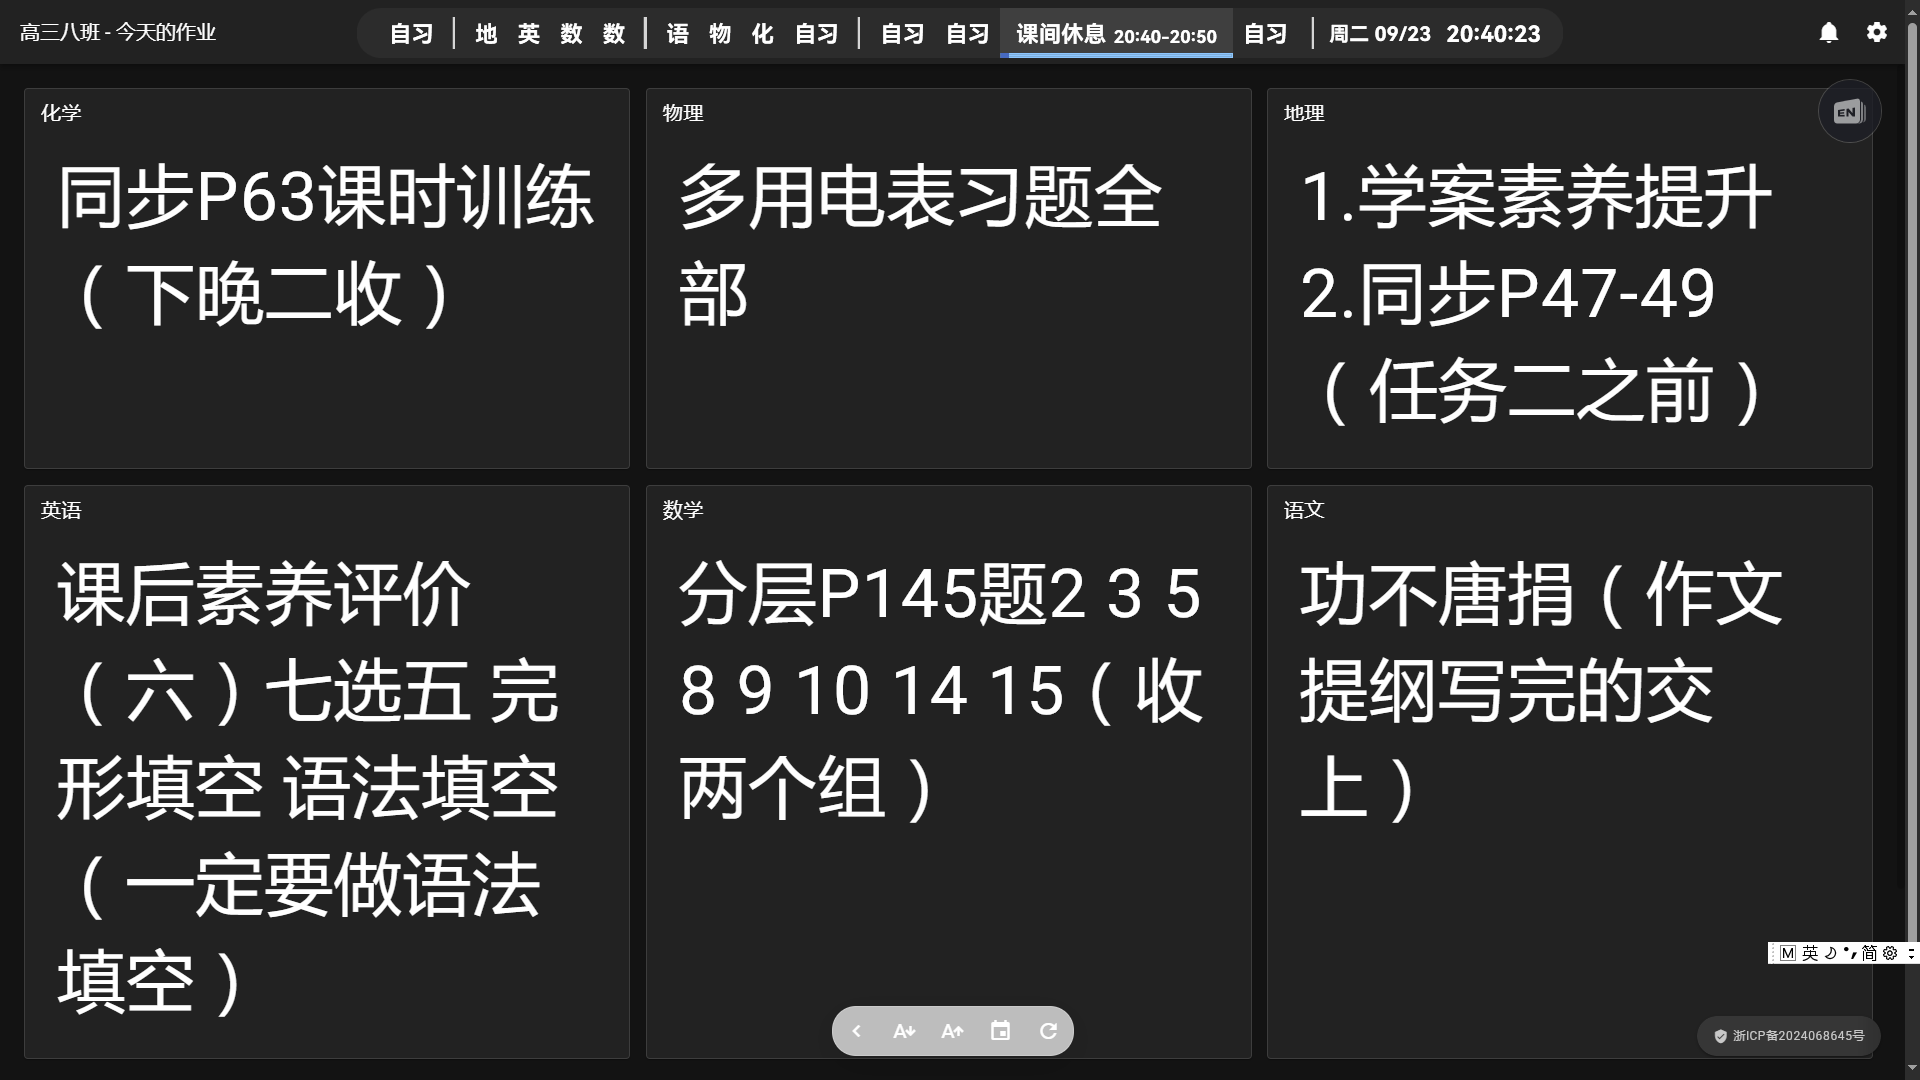 高三八班 - 今天的作业
自习 地 英 数 数 语 物 化 自习 自习 自习 课间休息 20:40-20:50 自习 周二 09/23 20:40:23
化学
同步P63课时训练
（下晚二收）
物理
多用电表习题全
部
地理
EN
1.学案素养提升
2.同步P47-49
（任务二之前）
英语
课后素养评价
（六）七选五 完
形填空 语法填空
（一定要做语法
填空）
数学
分层P145题2 3 5
8 9 10 14 15（收
两个组）
语文
功不唐捐（作文
提纲写完的交
上）
M 英 简
A A
浙ICP备2024068645号